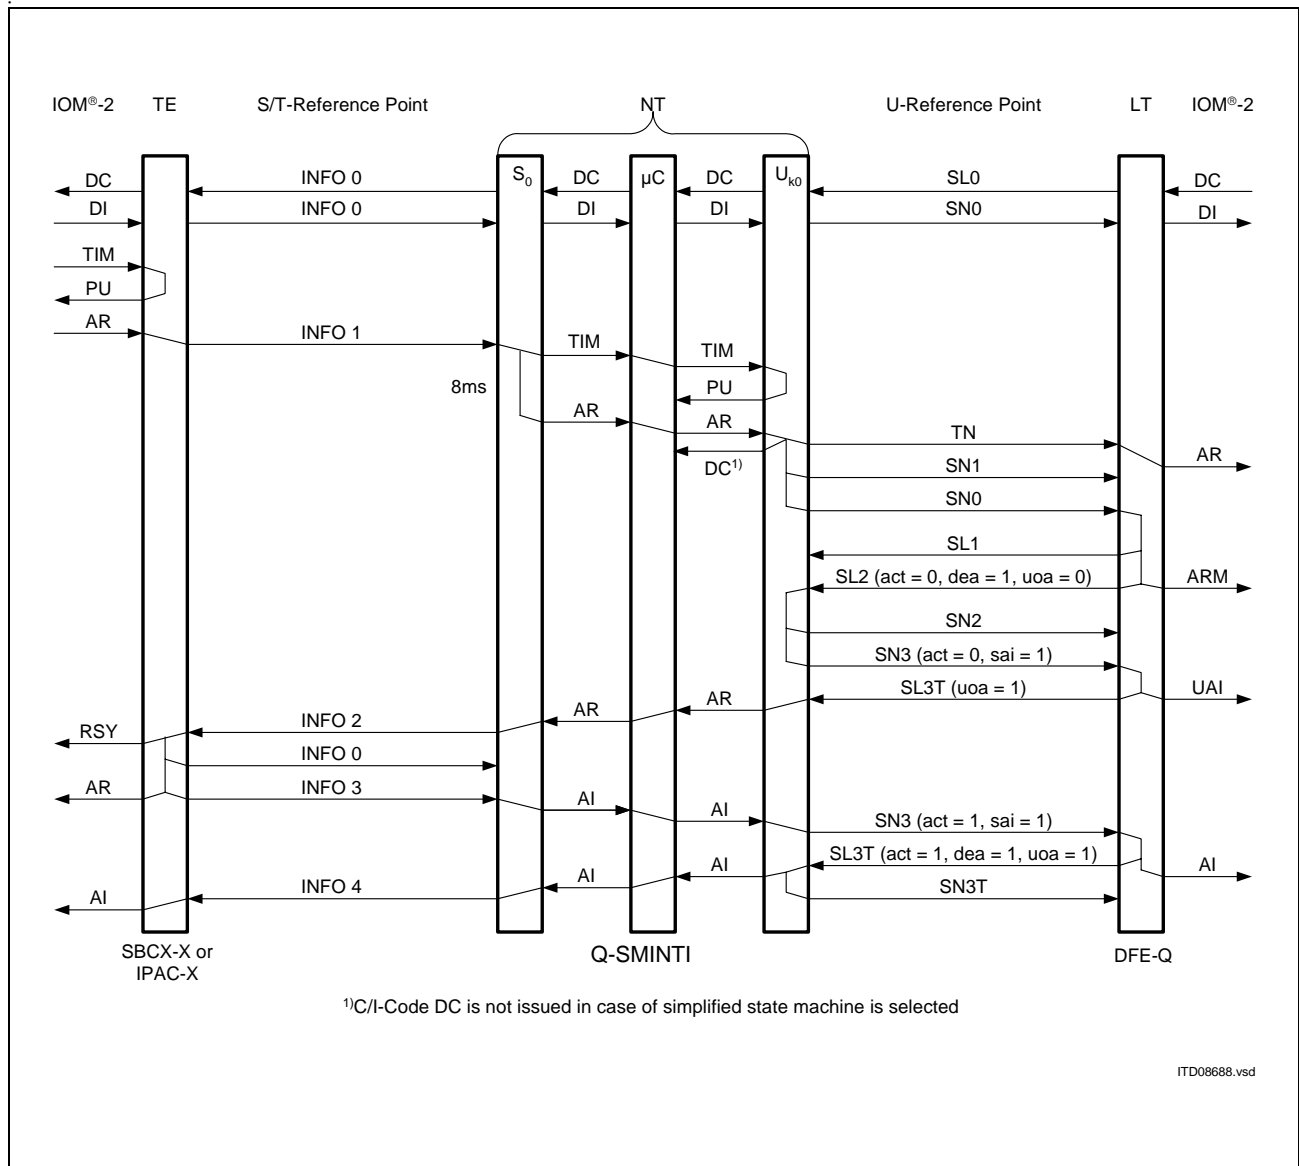 IOM®-2 TE S/T-Reference Point NT U-Reference Point LT IOM®-2
S0 µC Uk0
DC INFO 0 DC DC SL0 DC
DI INFO 0 DI DI SN0 DI
TIM
PU
AR INFO 1 TIM TIM
8ms PU
AR AR TN AR
DC1) SN1
SN0
SL1
SL2 (act = 0, dea = 1, uoa = 0) ARM
SN2
SN3 (act = 0, sai = 1)
AR AR SL3T (uoa = 1) UAI
RSY INFO 2
INFO 0
AR INFO 3 AI AI SN3 (act = 1, sai = 1)
SL3T (act = 1, dea = 1, uoa = 1)
AI INFO 4 AI AI SN3T AI
SBCX-X or
IPAC-X
Q-SMINTI
DFE-Q
1)C/I-Code DC is not issued in case of simplified state machine is selected
ITD08688.vsd